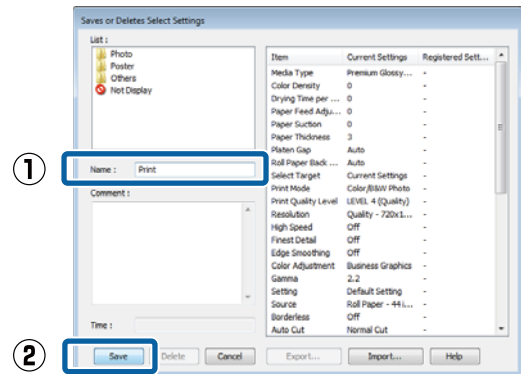 Saves or Deletes Select Settings
List :
Photo
Poster
Others
Not Display
1
Name : Print
Comment :
Time :
Item Current Settings Registered Sett...
Media Type Premium Glossy... -
Color Density 0 -
Drying Time per ... 0 -
Paper Feed Adju... 0 -
Paper Suction 0 -
Paper Thickness 3 -
Platen Gap Auto -
Roll Paper Back ... Auto -
Select Target Current Settings -
Print Mode Color/B&W Photo -
Print Quality Level LEVEL 4 (Quality) -
Resolution Quality - 720x1... -
High Speed Off -
Finest Detail Off -
Edge Smoothing Off -
Color Adjustment Business Graphics -
Gamma 2.2 -
Setting Default Setting -
Source Roll Paper - 44 i... -
Borderless Off -
Auto Cut Normal Cut -
2
Save Delete Cancel Export... Import... Help